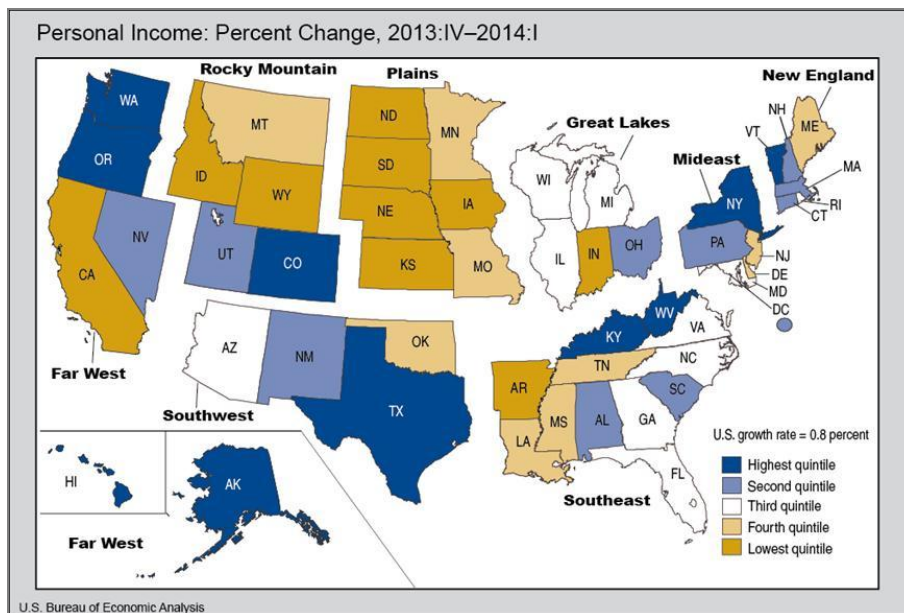 Personal Income: Percent Change, 2013:IV–2014:I
Rocky Mountain
Plains
New England
Great Lakes
Mideast
Far West
Southwest
Southeast
Far West
WA
OR
CA
NV
ID
MT
WY
UT
CO
ND
SD
NE
KS
MN
IA
MO
WI
MI
IL
IN
OH
NH
VT
ME
MA
RI
CT
NY
PA
NJ
DE
MD
DC
AZ
NM
OK
TX
AR
LA
MS
TN
KY
WV
VA
NC
SC
AL
GA
FL
HI
AK
U.S. growth rate = 0.8 percent
Highest quintile
Second quintile
Third quintile
Fourth quintile
Lowest quintile
U.S. Bureau of Economic Analysis